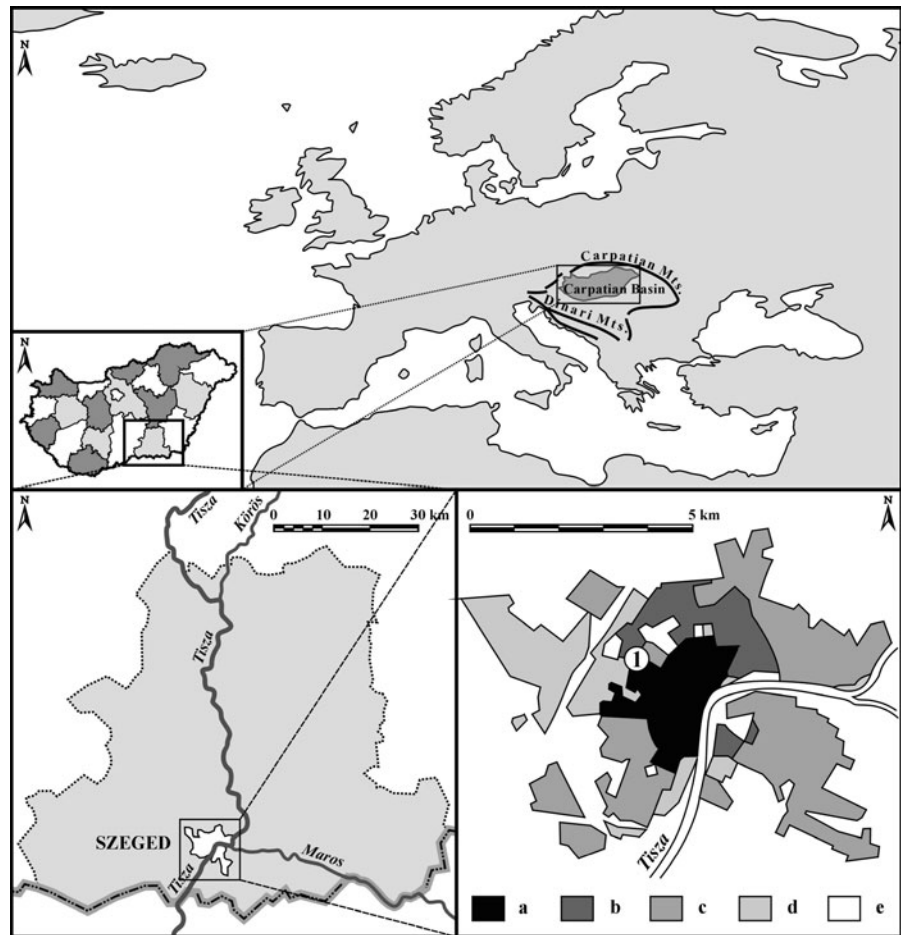 N
Carpatian Mts.
Carpatian Basin
Dinari Mts.
N
N
Tisza
Körös
0 10 20 30 km
Tisza
SZEGED
Maros
Tisza
0 5 km
N
1
Tisza
a b c d e